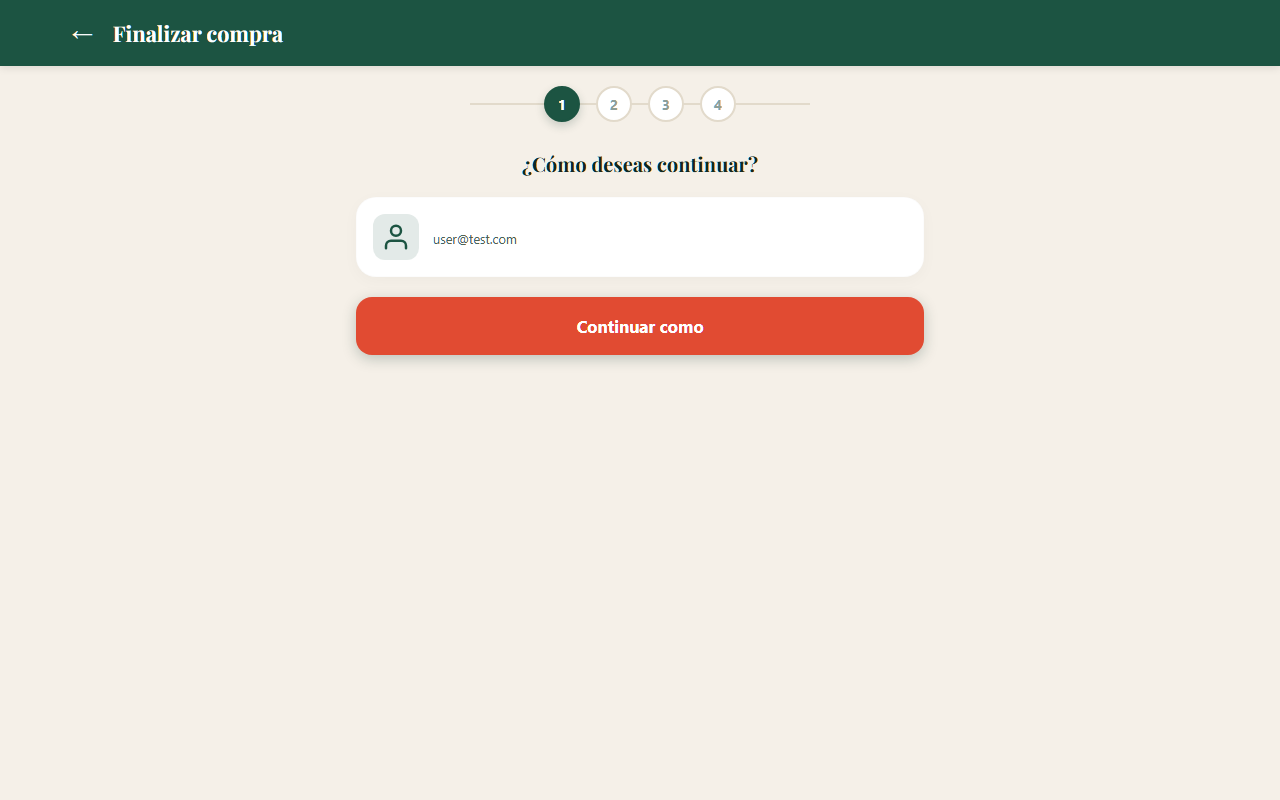 ← Finalizar compra
1 2 3 4
¿Cómo deseas continuar?
user@test.com
Continuar como